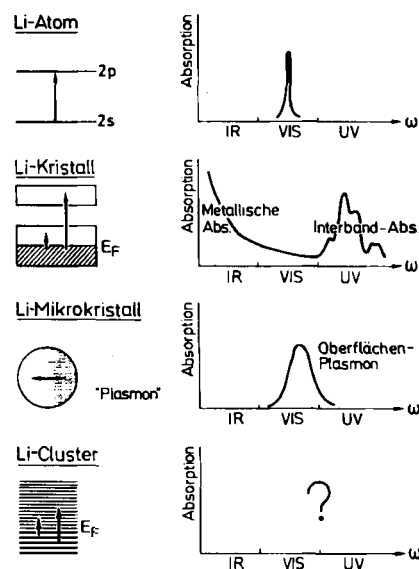 Li-Atom
2p
2s
Absorption
IR VIS UV ω
Li-Kristall
E_F
Absorption
Metallische
Abs.
Interband-Abs.
IR VIS UV ω
Li-Mikrokristall
"Plasmon"
Absorption
Oberflächen-
Plasmon
IR VIS UV ω
Li-Cluster
E_F
Absorption
?
IR VIS UV ω